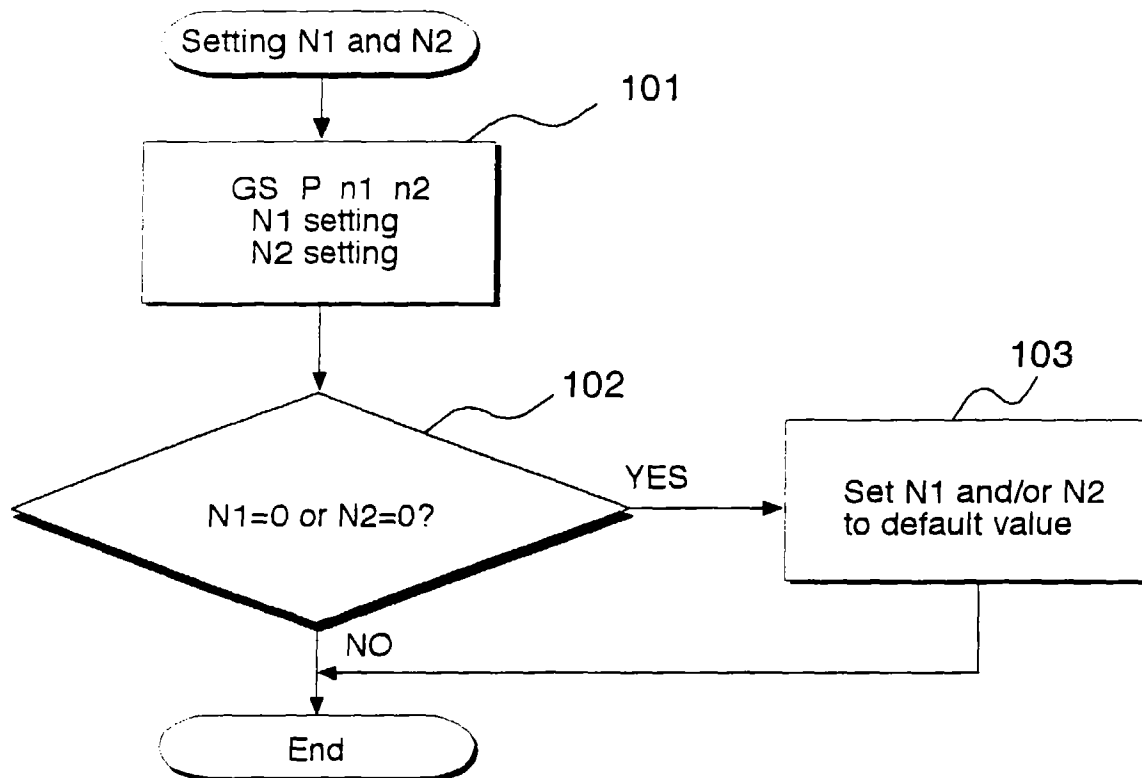 Setting N1 and N2
101
GS P n1 n2
N1 setting
N2 setting
102
103
YES
N1=0 or N2=0?
Set N1 and/or N2
to default value
NO
End